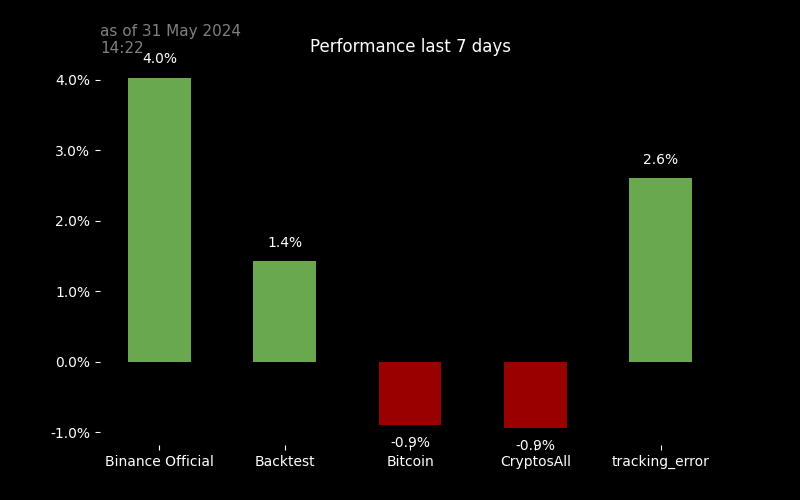 as of 31 May 2024
14:22
Performance last 7 days
4.0%
4.0%
3.0%
2.6%
2.0%
1.4%
1.0%
0.0%
-1.0%
-0.9%
-0.9%
Binance Official
Backtest
Bitcoin
CryptosAll
tracking_error